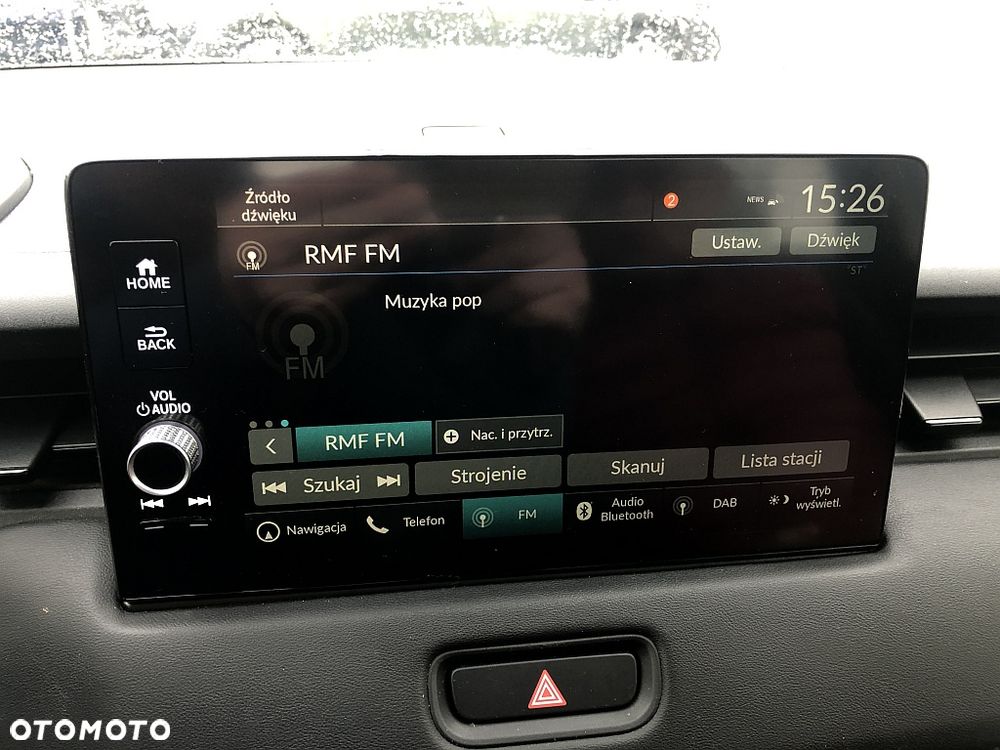 Źródło
dźwięku
2
NEWS
15:26
FM
RMF FM
Ustaw.
Dźwięk
ST
HOME
Muzyka pop
FM
BACK
VOL
AUDIO
RMF FM
Nac. i przytrz.
Szukaj
Strojenie
Skanuj
Lista stacji
Nawigacja
Telefon
FM
Audio
Bluetooth
DAB
Tryb
wyświetl.
OTOMOTO